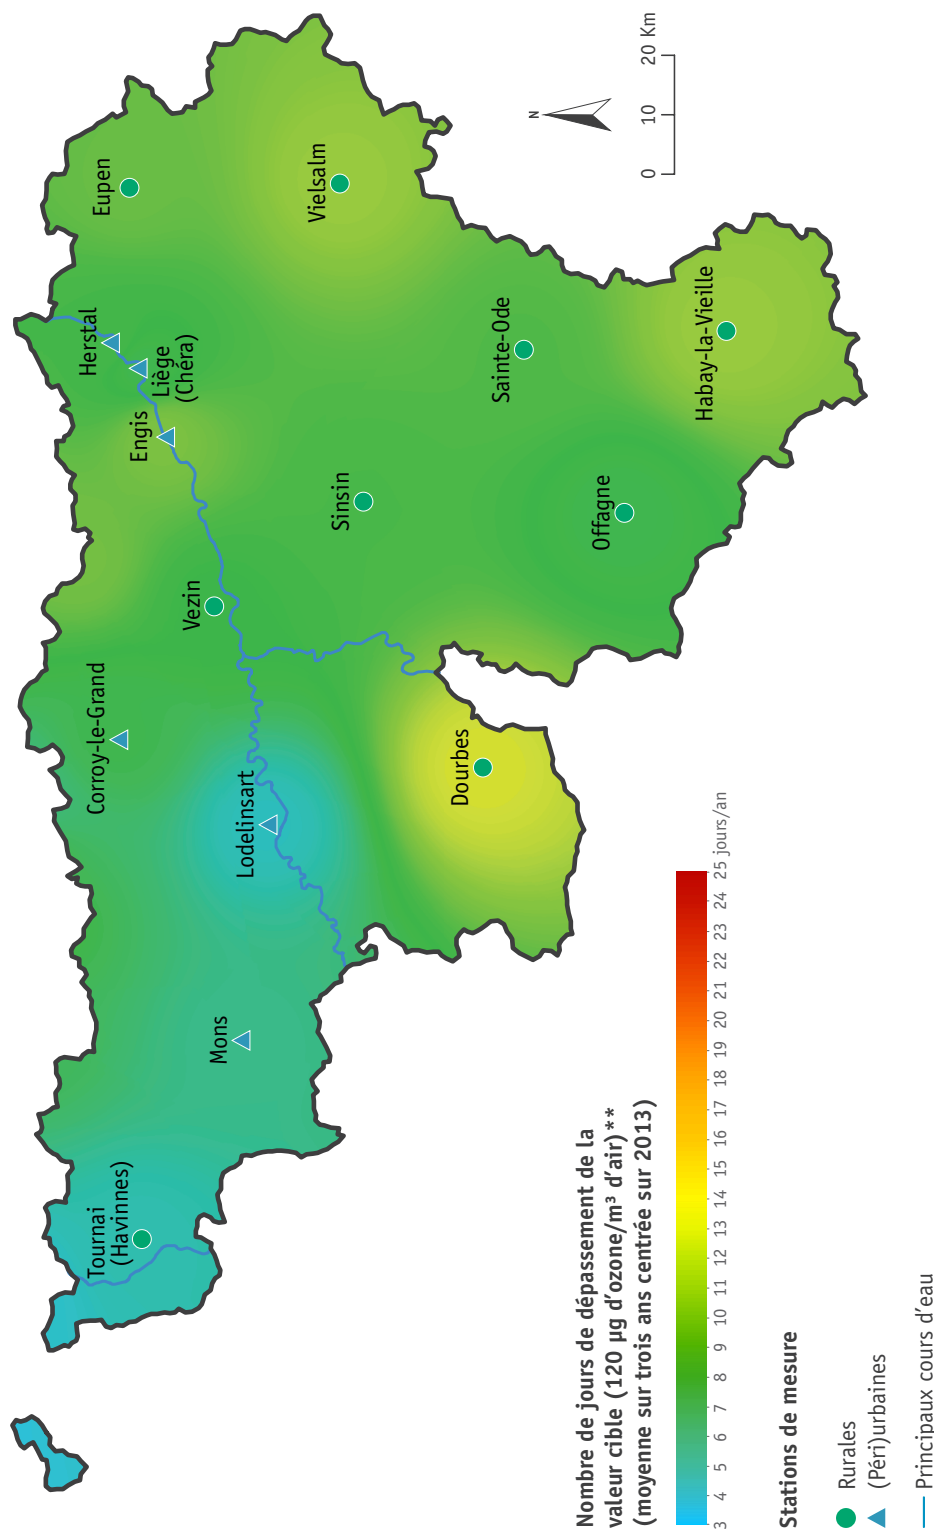 Tournai
(Havinnes)
Mons
Lodelinsart
Corroy-le-Grand
Vezin
Engis
Liège
(Chéra)
Herstal
Eupen
Vielsalm
Sinsin
Sainte-Ode
Offagne
Habay-la-Vieille
Dourbes
N
0 10 20 Km
Nombre de jours de dépassement de la
valeur cible (120 µg d'ozone/m³ d'air)**
(moyenne sur trois ans centrée sur 2013)
3 4 5 6 7 8 9 10 11 12 13 14 15 16 17 18 19 20 21 22 23 24 25 jours/an
Stations de mesure
Rurales
(Péri)urbaines
Principaux cours d'eau